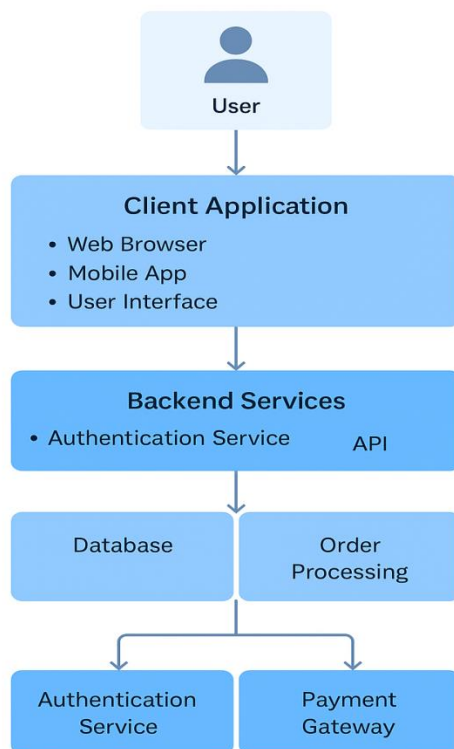 User
Client Application
• Web Browser
• Mobile App
• User Interface
Backend Services
• Authentication Service
API
Database
Order
Processing
Authentication
Service
Payment
Gateway